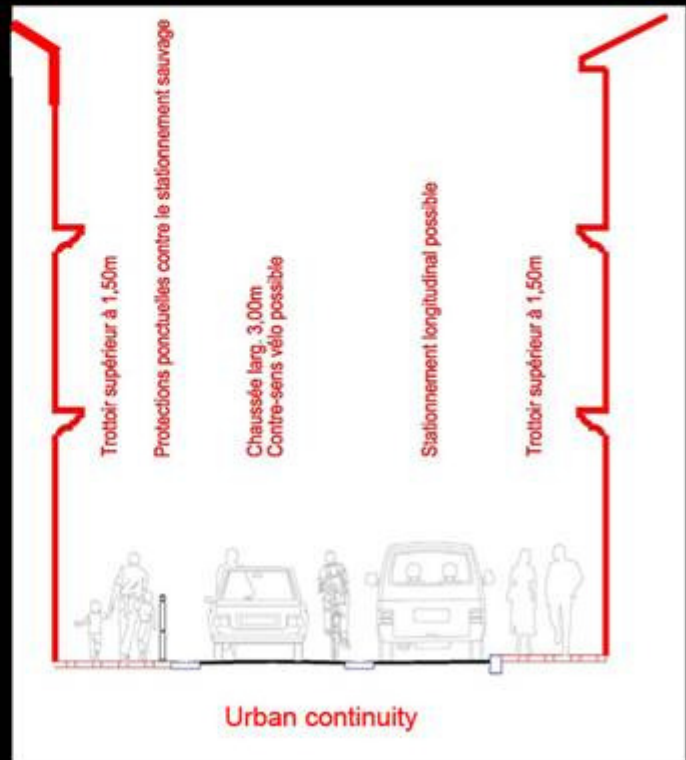 Trottoir supérieur à 1,50m
Protections ponctuelles contre le stationnement sauvage
Chaussée larg. 3,00m
Contre-sens vélo possible
Stationnement longitudinal possible
Trottoir supérieur à 1,50m
Urban continuity